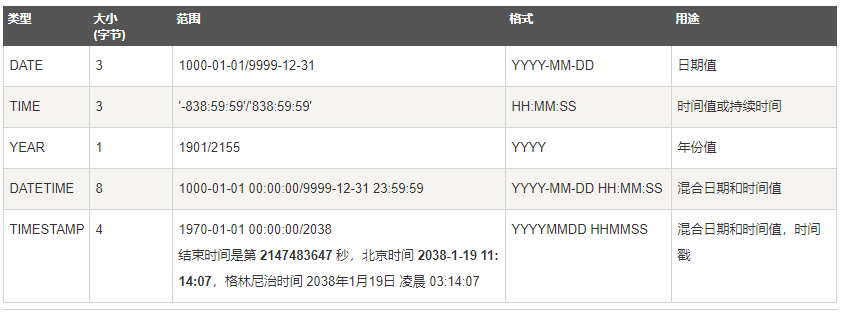 类型 大小 范围 格式 用途
(字节)
DATE 3 1000-01-01/9999-12-31 YYYY-MM-DD 日期值
TIME 3 '-838:59:59'/'838:59:59' HH:MM:SS 时间值或持续时间
YEAR 1 1901/2155 YYYY 年份值
DATETIME 8 1000-01-01 00:00:00/9999-12-31 23:59:59 YYYY-MM-DD HH:MM:SS 混合日期和时间值
TIMESTAMP 4 1970-01-01 00:00:00/2038 YYYYMMDD HHMMSS 混合日期和时间值，时间
结束时间是第 2147483647 秒，北京时间 2038-1-19 11: 戳
14:07，格林尼治时间 2038年1月19日 凌晨 03:14:07